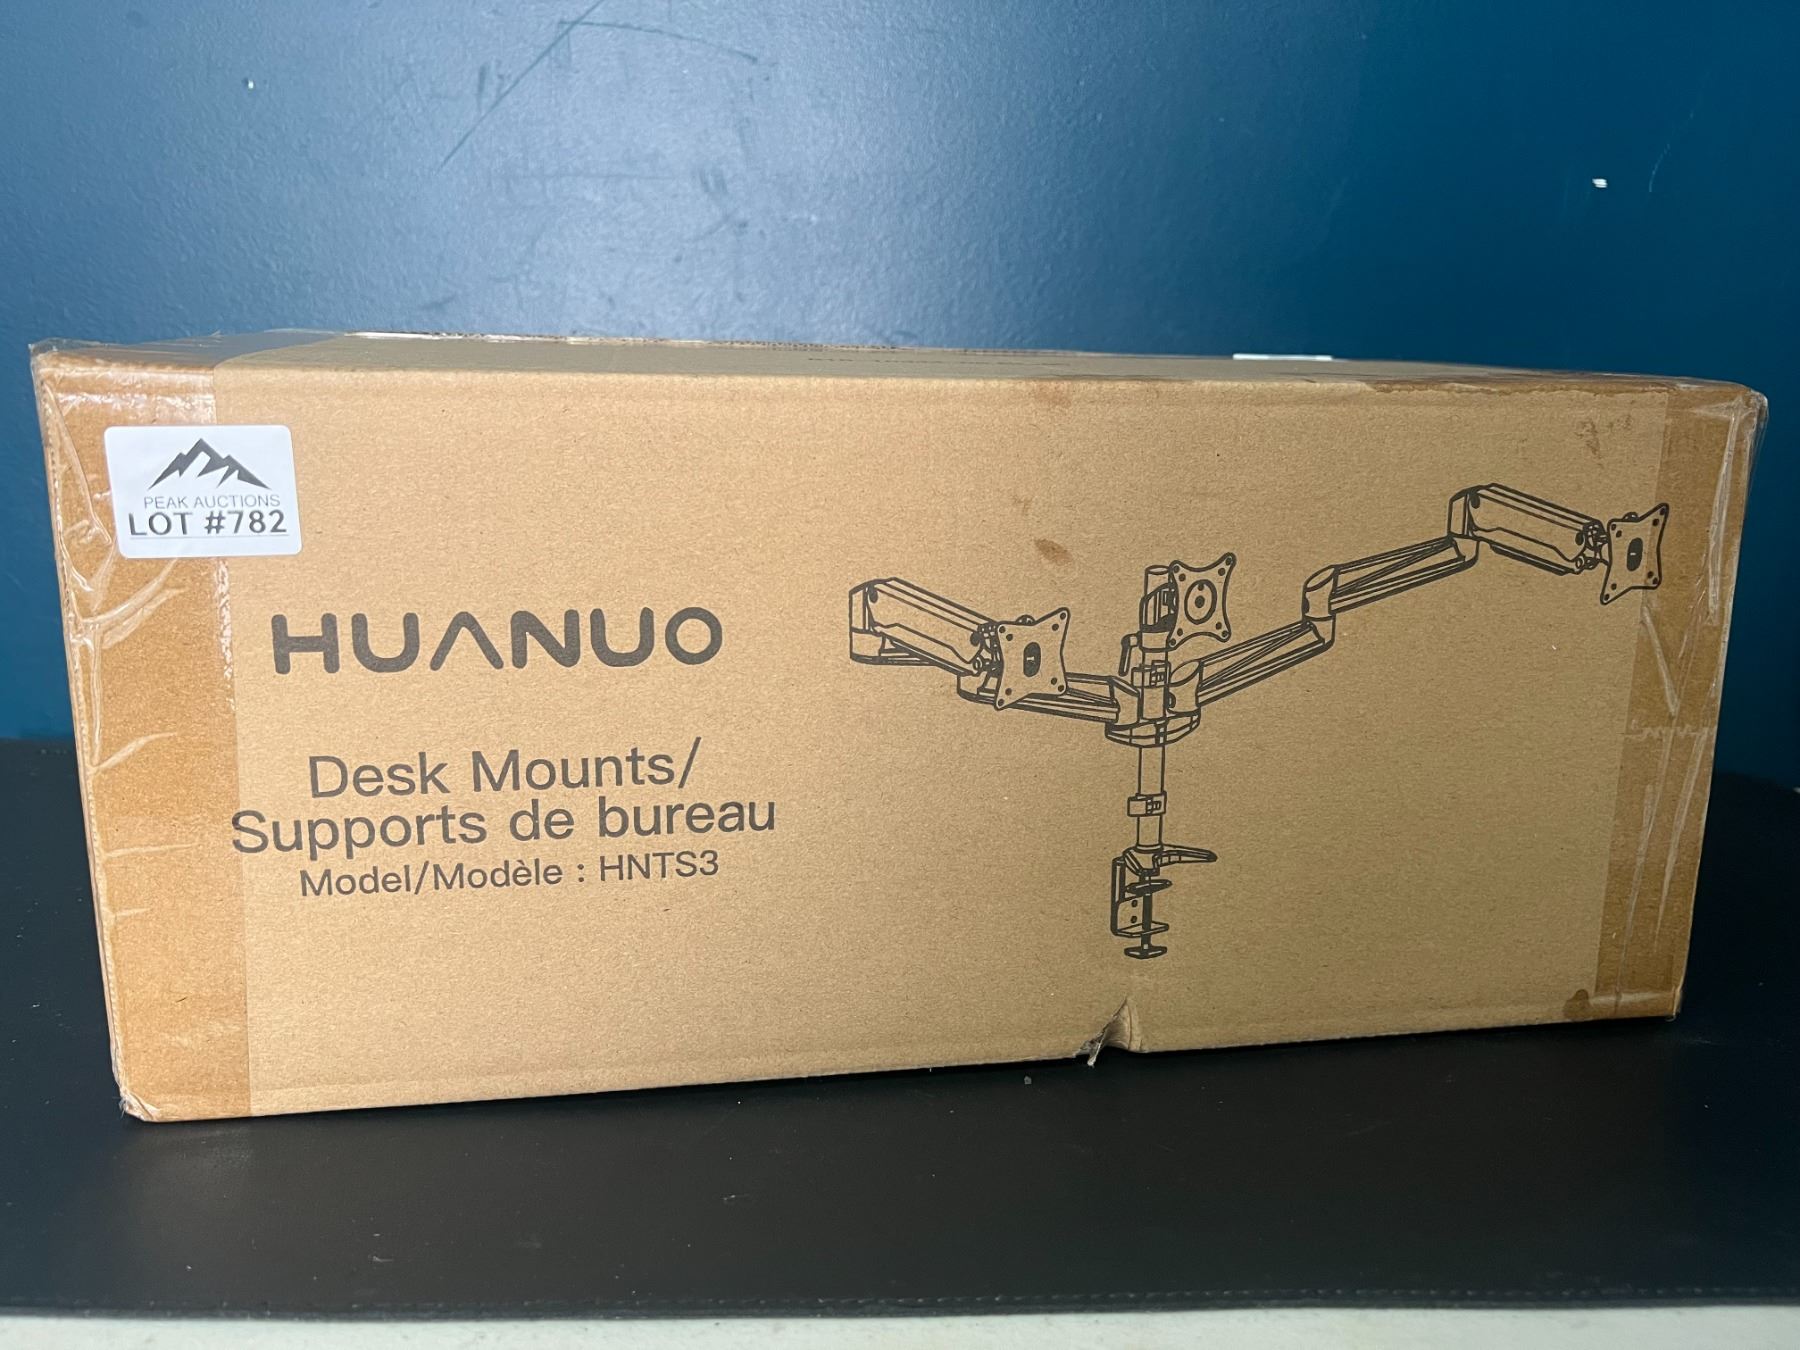 PEAK AUCTIONS
LOT #782
HUANUO
Desk Mounts/
Supports de bureau
Model/Modèle : HNTS3